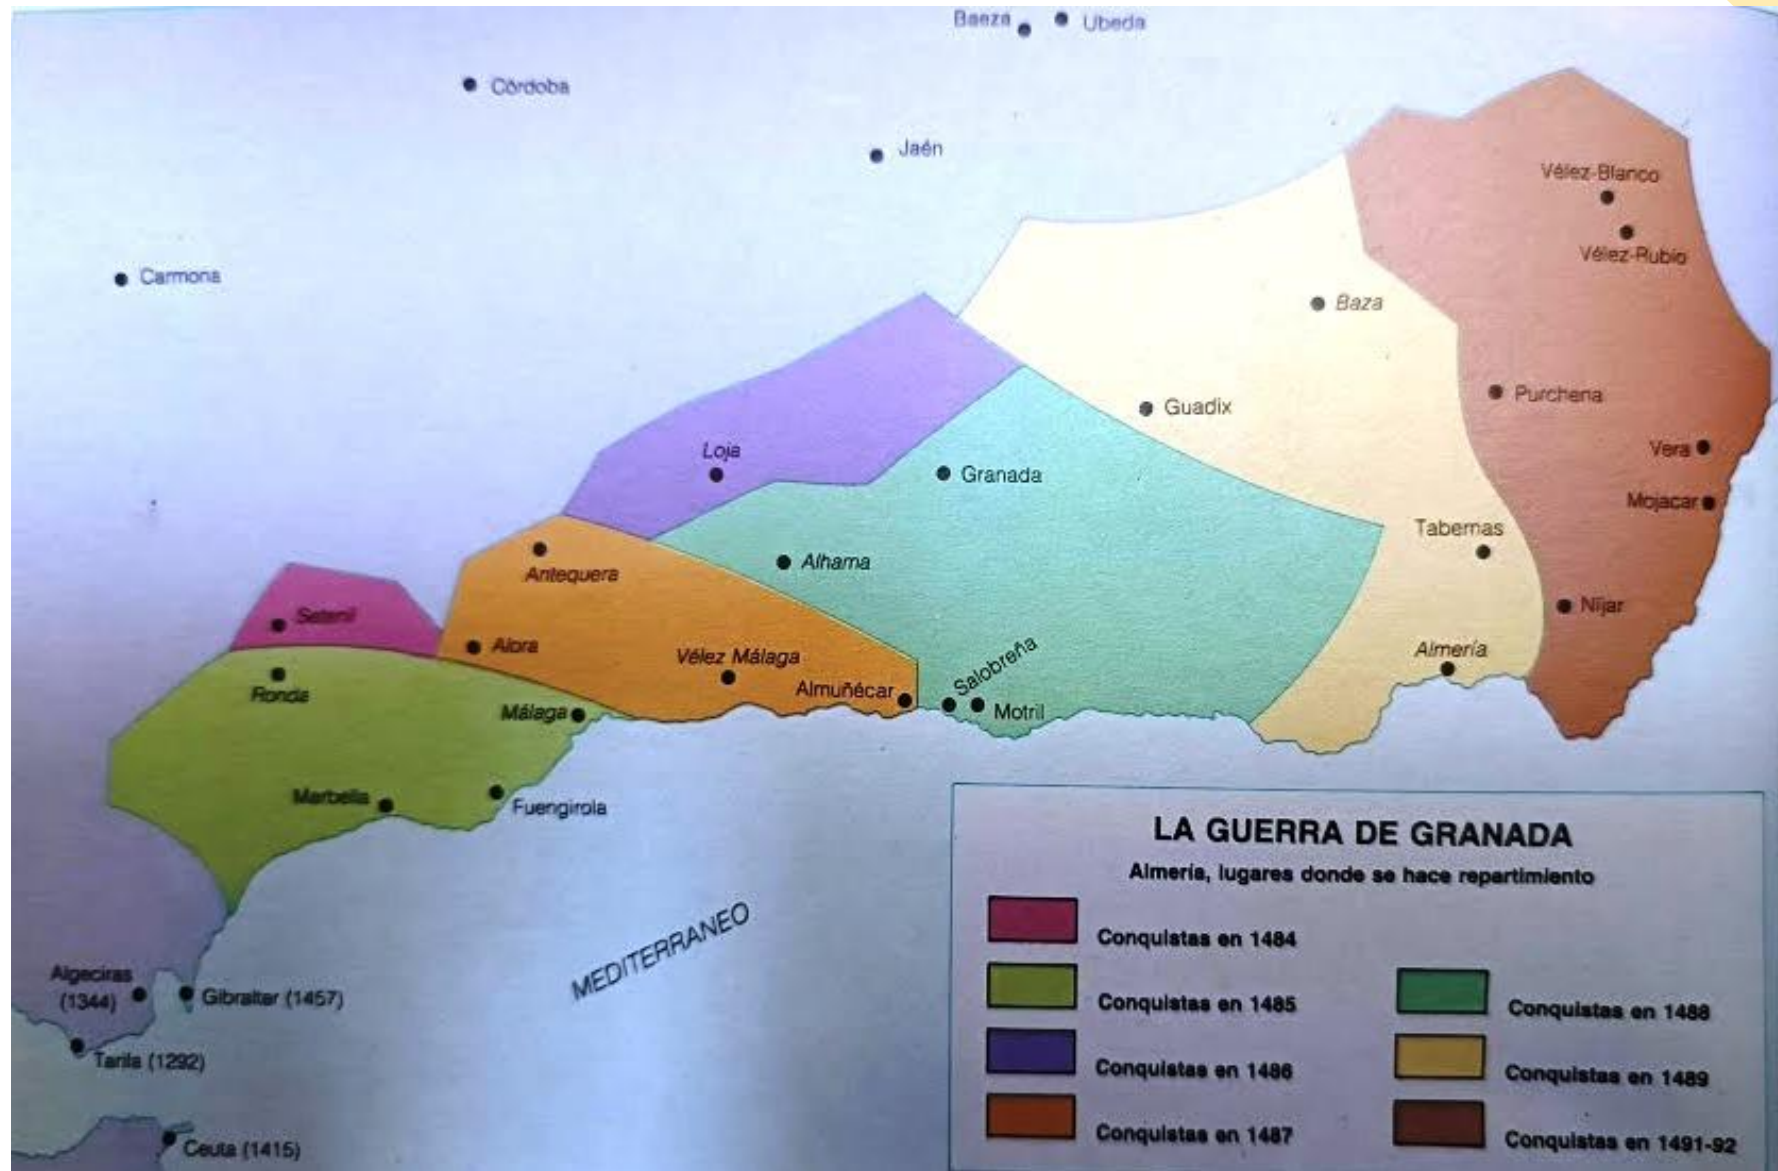 Baeza
Ubeda
Córdoba
Jaén
Carmona
Vélez-Blanco
Vélez-Rubio
Baza
Guadix
Purchena
Loja
Granada
Vera
Mojacar
Tabernas
Antequera
Alhama
Níjar
Setenil
Alora
Vélez Málaga
Salobreña
Almería
Ronda
Almuñécar
Málaga
Motril
Marbella
Fuengirola
MEDITERRANEO
Algeciras
(1344)
Gibraltar (1457)
Tarifa (1292)
Ceuta (1415)
LA GUERRA DE GRANADA
Almería, lugares donde se hace repartimiento
Conquistas en 1484
Conquistas en 1485
Conquistas en 1486
Conquistas en 1487
Conquistas en 1488
Conquistas en 1489
Conquistas en 1491-92